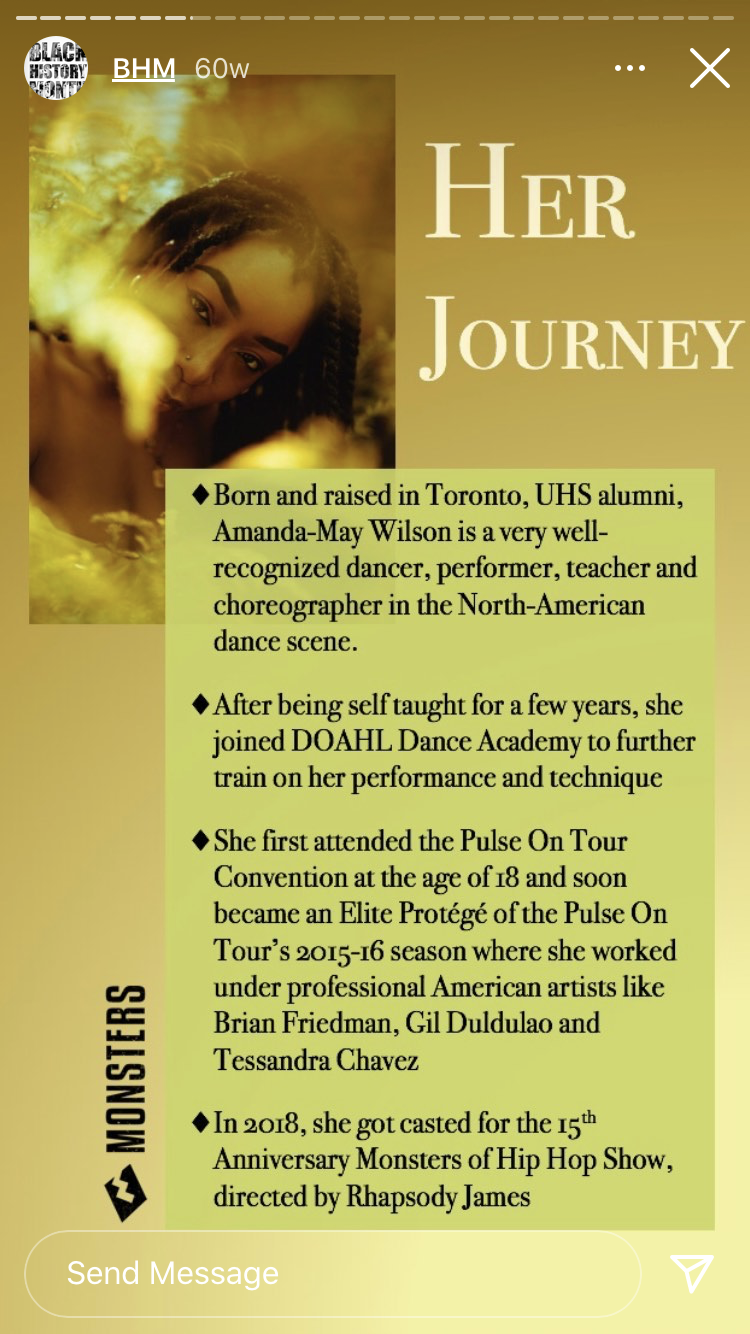 BLACK
HISTORY
MONTH
BHM 60w
HER
JOURNEY
♦Born and raised in Toronto, UHS alumni,
Amanda-May Wilson is a very well-
recognized dancer, performer, teacher and
choreographer in the North-American
dance scene.
♦After being self taught for a few years, she
joined DOAHL Dance Academy to further
train on her performance and technique
♦She first attended the Pulse On Tour
Convention at the age of 18 and soon
became an Elite Protégé of the Pulse On
Tour's 2015-16 season where she worked
under professional American artists like
Brian Friedman, Gil Duldulao and
Tessandra Chavez
♦In 2018, she got casted for the 15th
Anniversary Monsters of Hip Hop Show,
directed by Rhapsody James
MONSTERS
Send Message